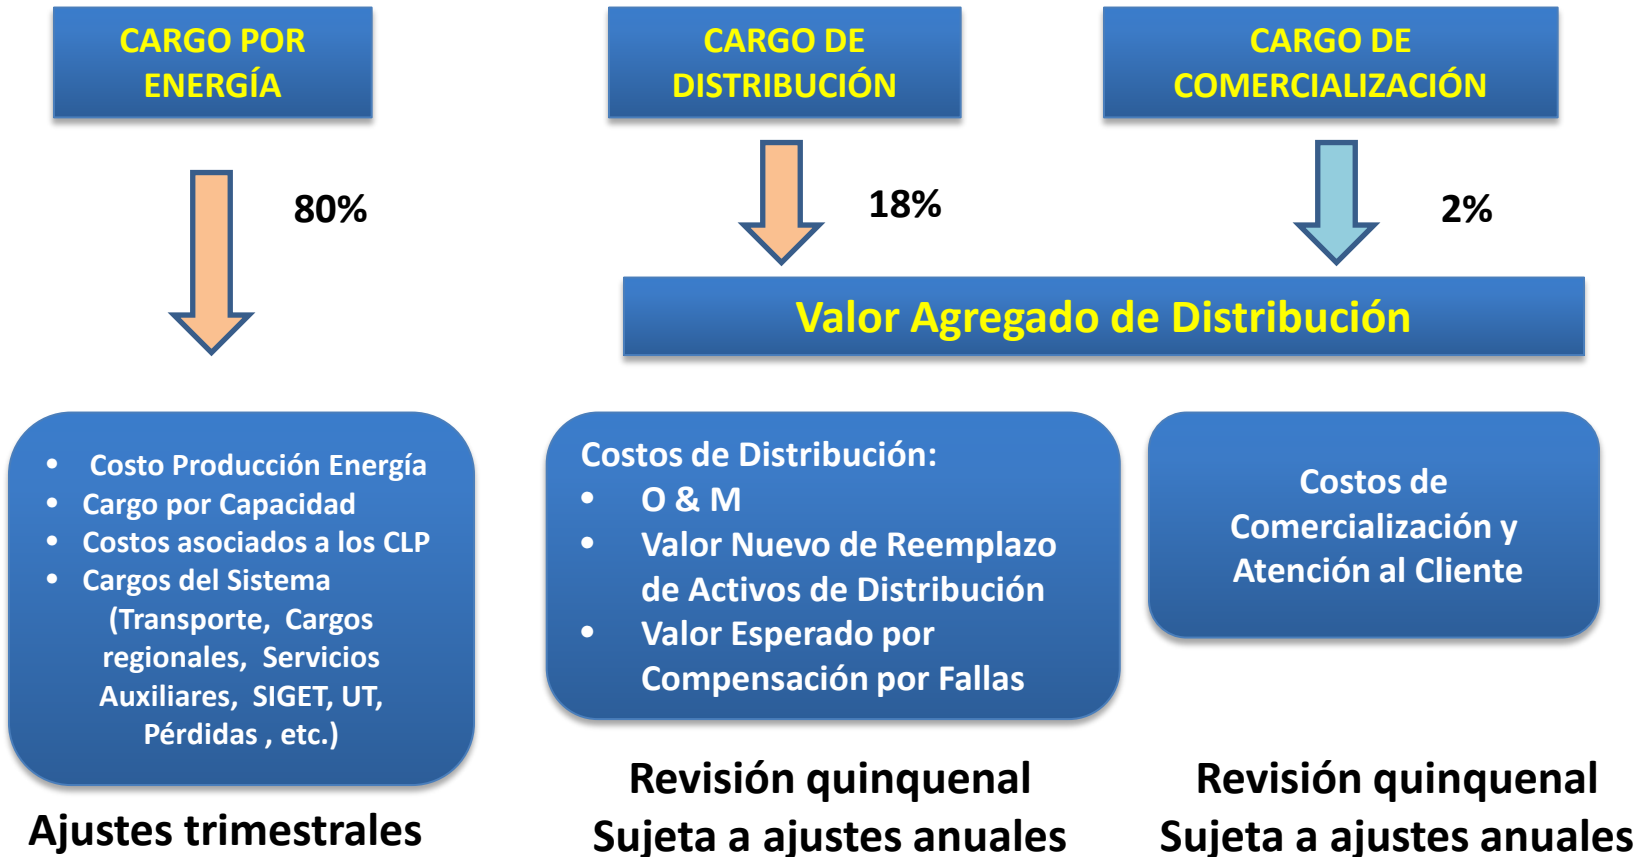 CARGO POR
ENERGÍA
80%
• Costo Producción Energía
• Cargo por Capacidad
• Costos asociados a los CLP
• Cargos del Sistema
(Transporte, Cargos
regionales, Servicios
Auxiliares, SIGET, UT,
Pérdidas , etc.)
Ajustes trimestrales
CARGO DE
DISTRIBUCIÓN
18%
CARGO DE
COMERCIALIZACIÓN
2%
Valor Agregado de Distribución
Costos de Distribución:
• O & M
• Valor Nuevo de Reemplazo
de Activos de Distribución
• Valor Esperado por
Compensación por Fallas
Revisión quinquenal
Sujeta a ajustes anuales
Costos de
Comercialización y
Atención al Cliente
Revisión quinquenal
Sujeta a ajustes anuales